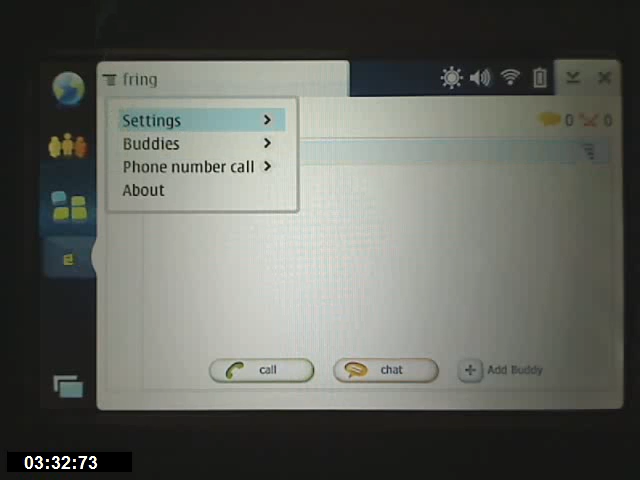 fring
Settings
Buddies
Phone number call
About
0 0
call chat Add Buddy
03:32:73